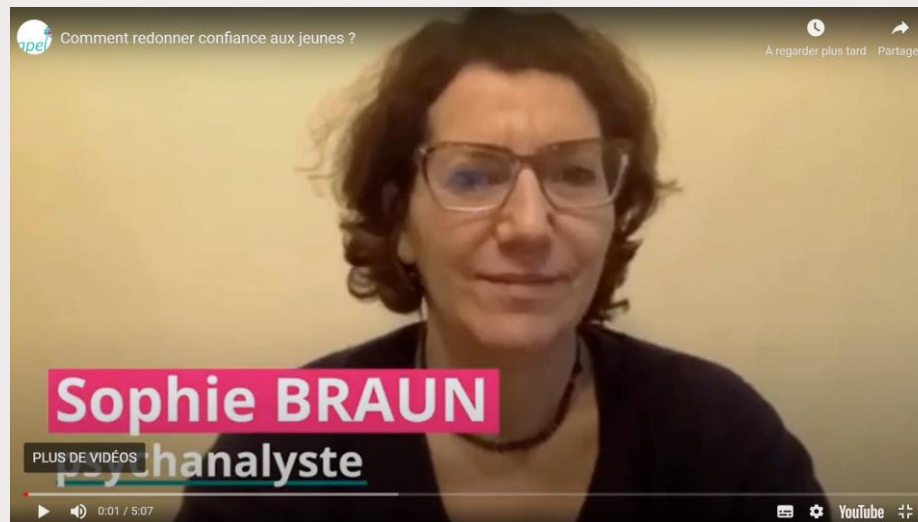 apel
Comment redonner confiance aux jeunes ?
À regarder plus tard
Partage
Sophie BRAUN
psychanalyste
PLUS DE VIDÉOS
0:01 / 5:07
YouTube